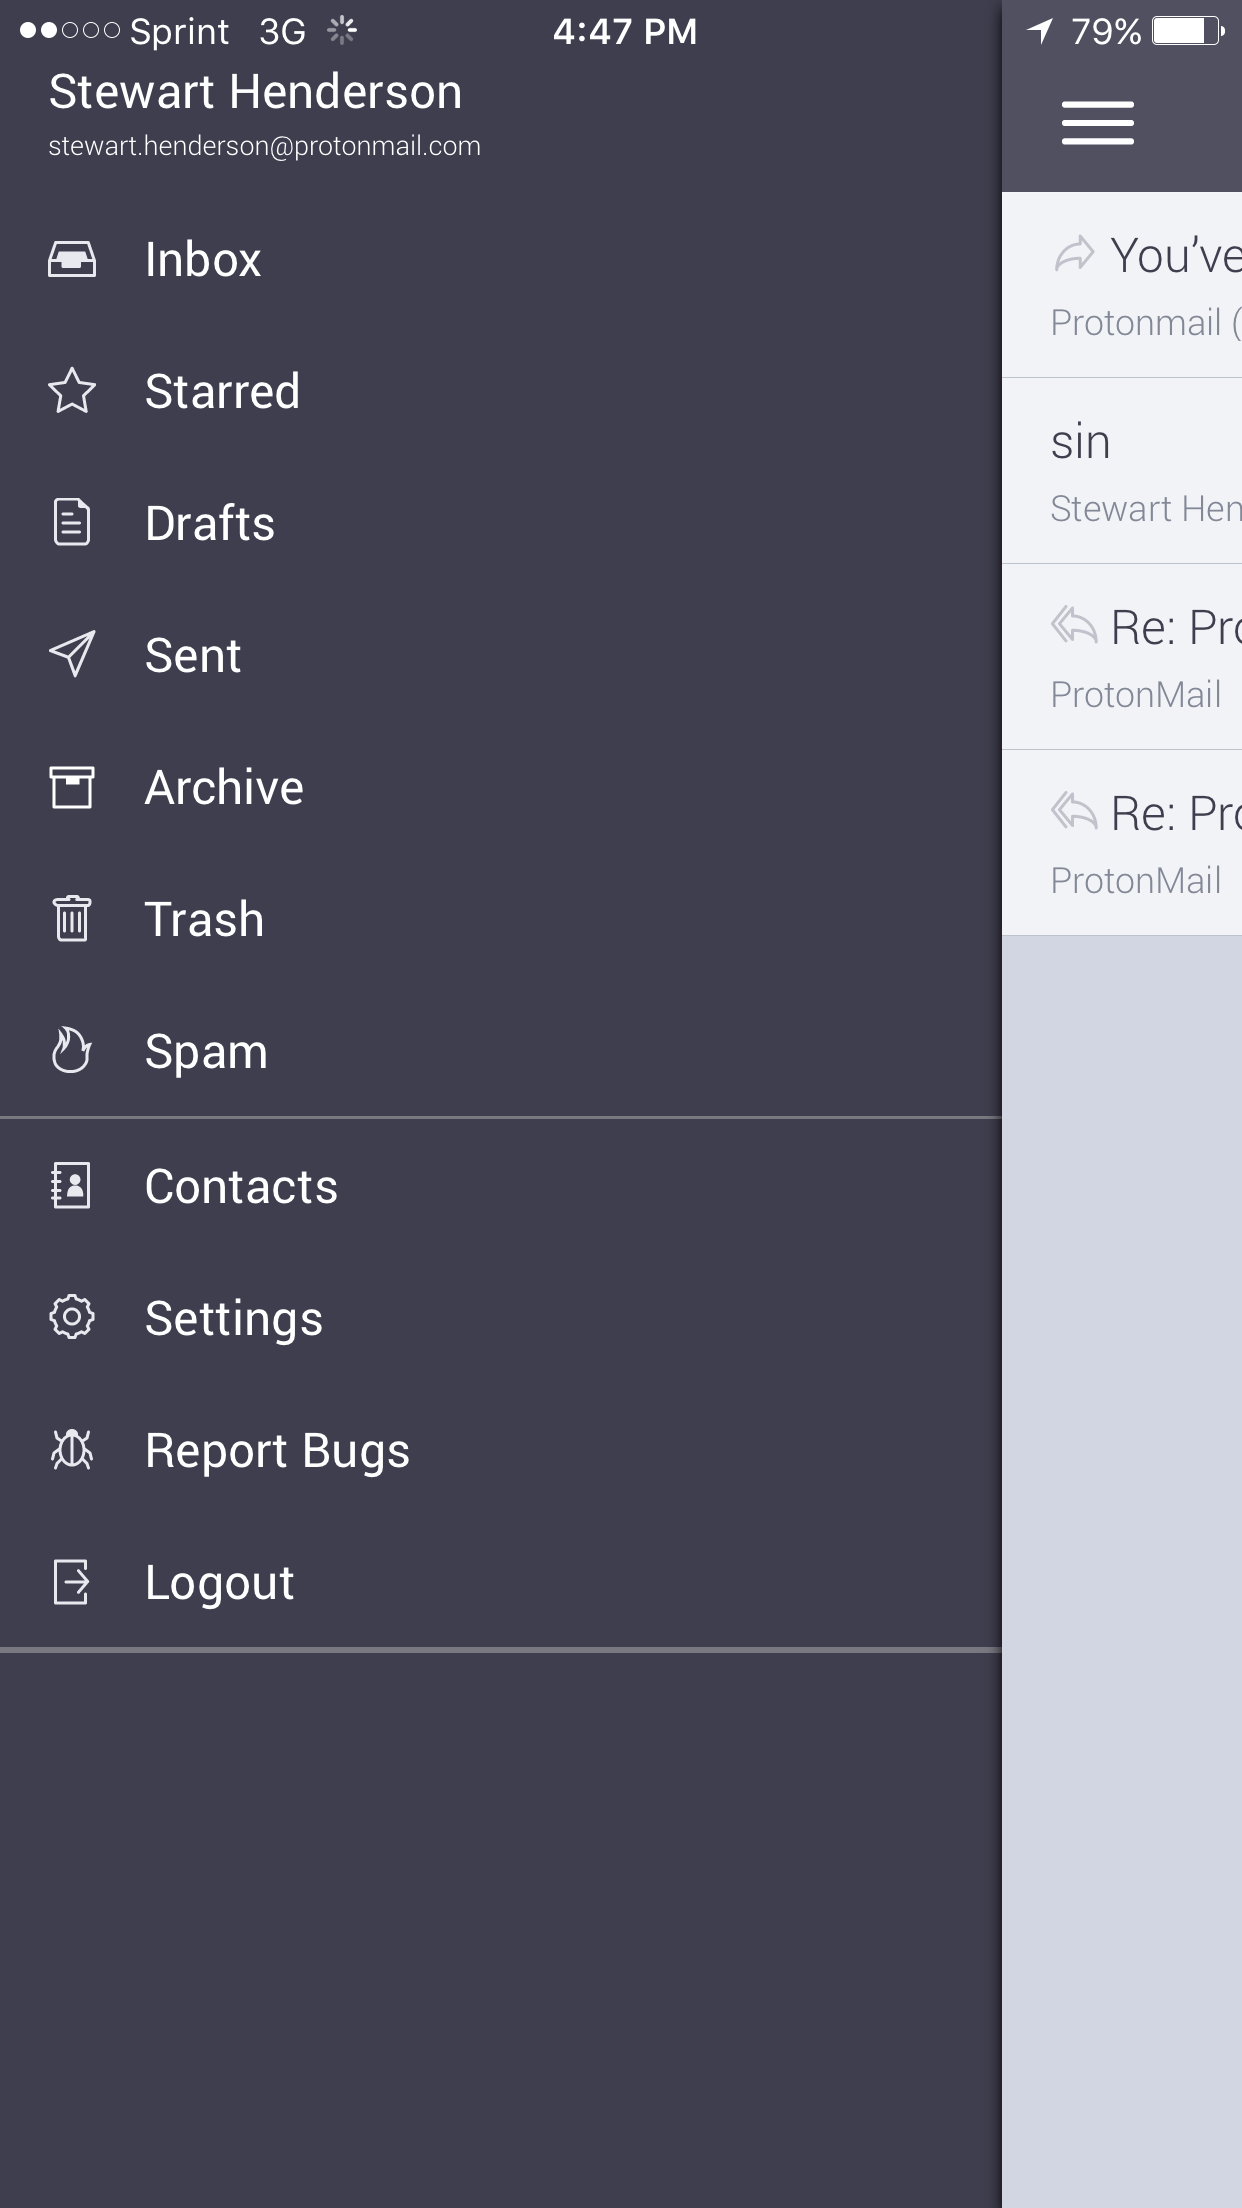 Sprint 3G 4:47 PM 79%
Stewart Henderson
stewart.henderson@protonmail.com
Inbox
Starred
Drafts
Sent
Archive
Trash
Spam
Contacts
Settings
Report Bugs
Logout
You've
Protonmail (
sin
Stewart Hen
Re: Pro
ProtonMail
Re: Pro
ProtonMail